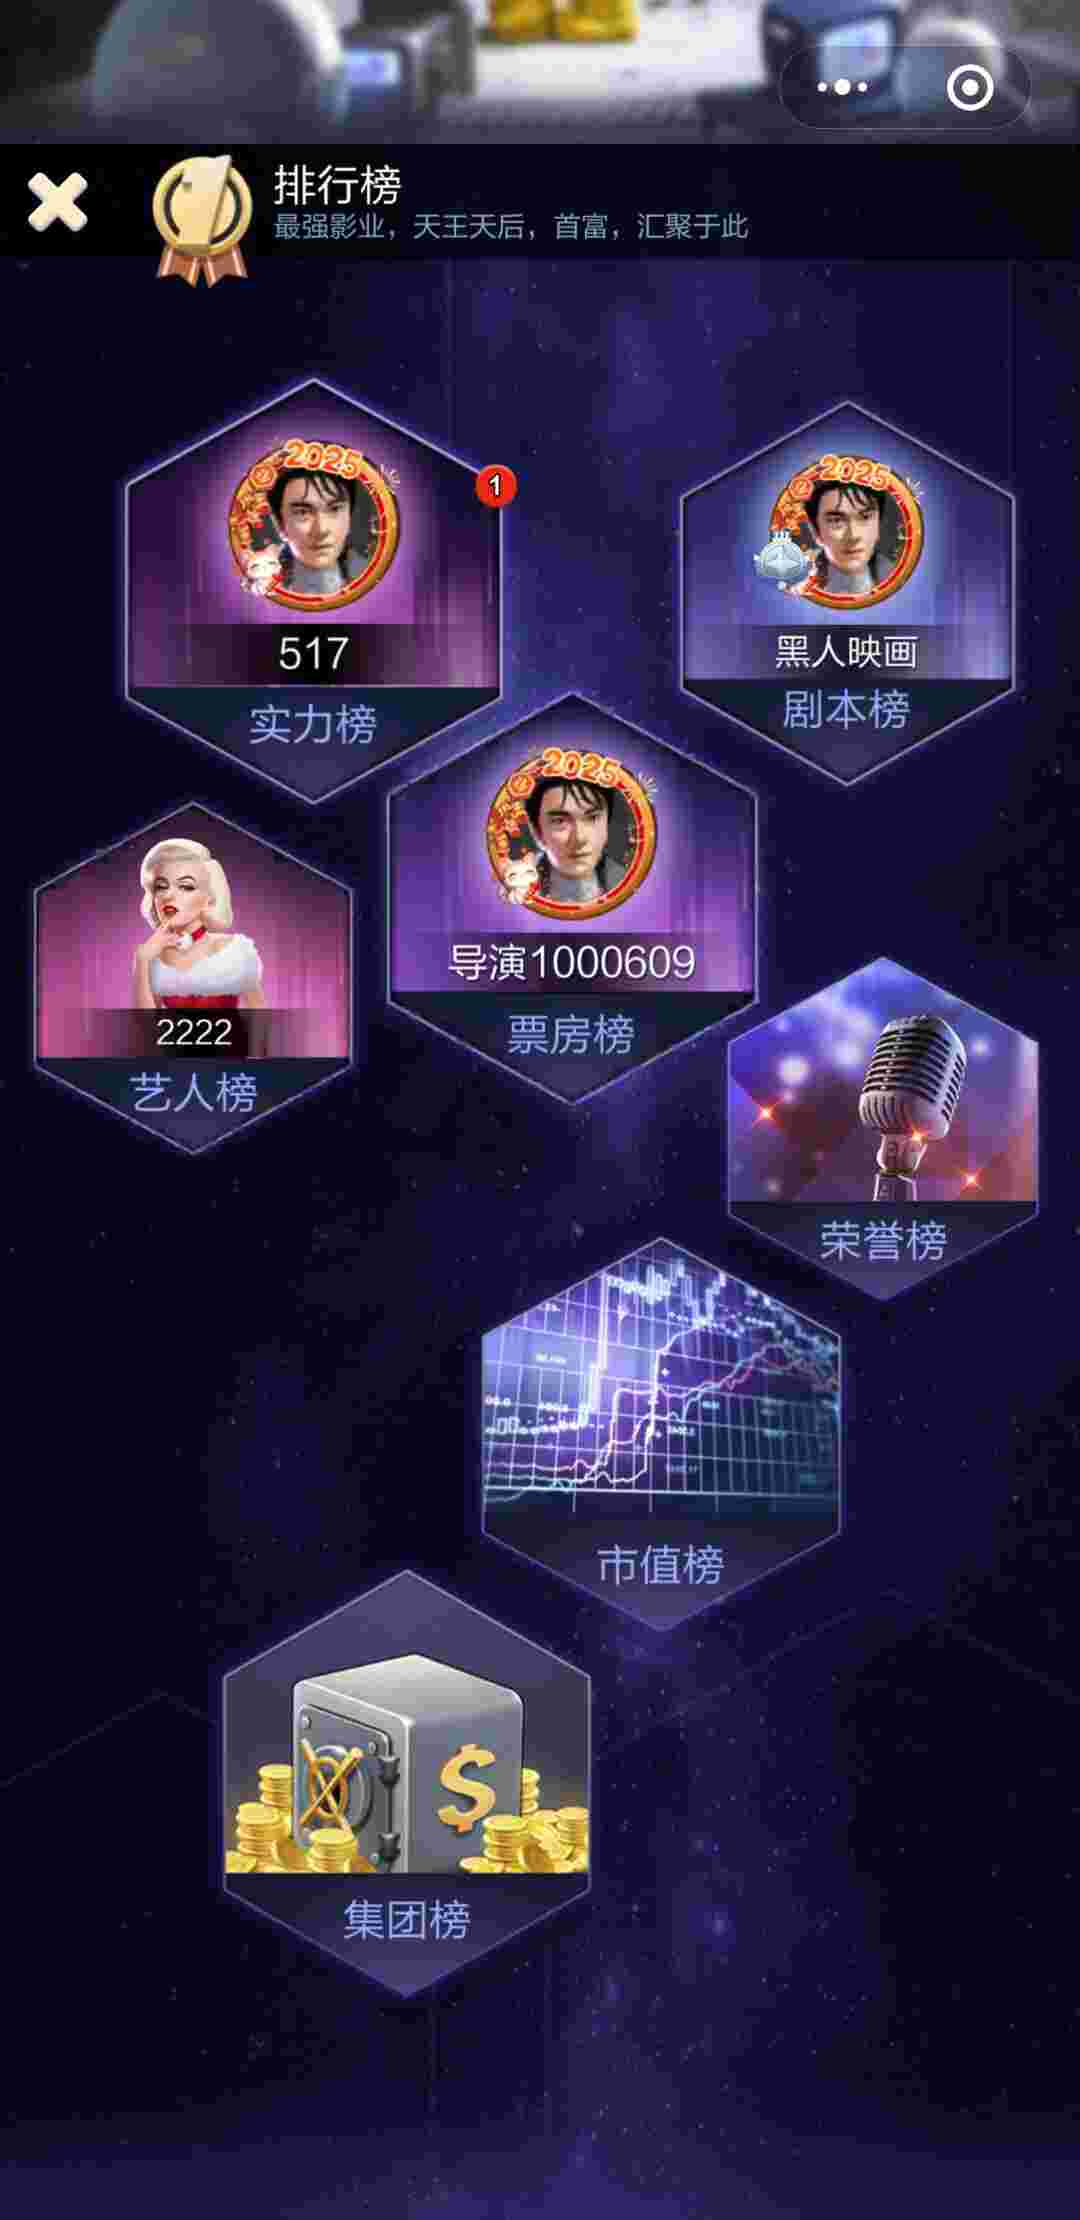 排行榜
最强影业，天王天后，首富，汇聚于此
2025
1
517
实力榜
2025
黑人映画
剧本榜
2025
导演1000609
票房榜
2222
艺人榜
荣誉榜
市值榜
$
集团榜